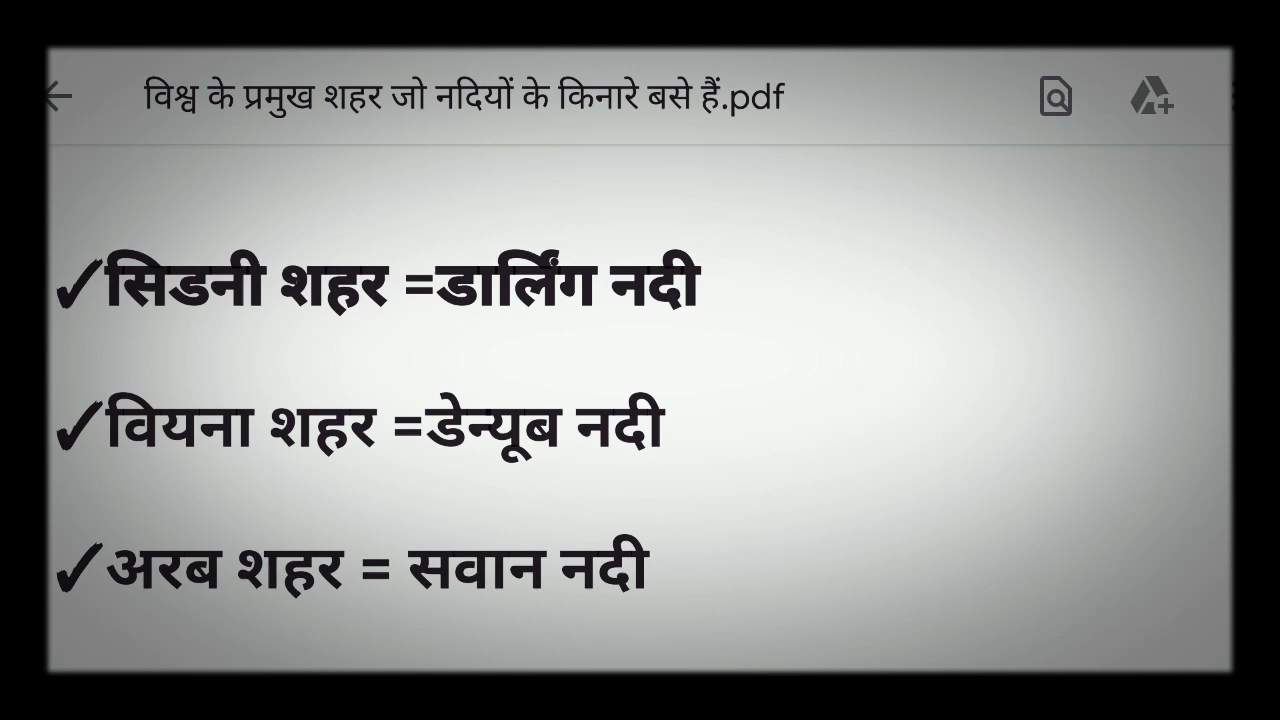 विश्व के प्रमुख शहर जो नदियों के किनारे बसे हैं.pdf
✓सिडनी शहर =डार्लिंग नदी
✓वियना शहर =डेन्यूब नदी
✓अरब शहर = सवान नदी